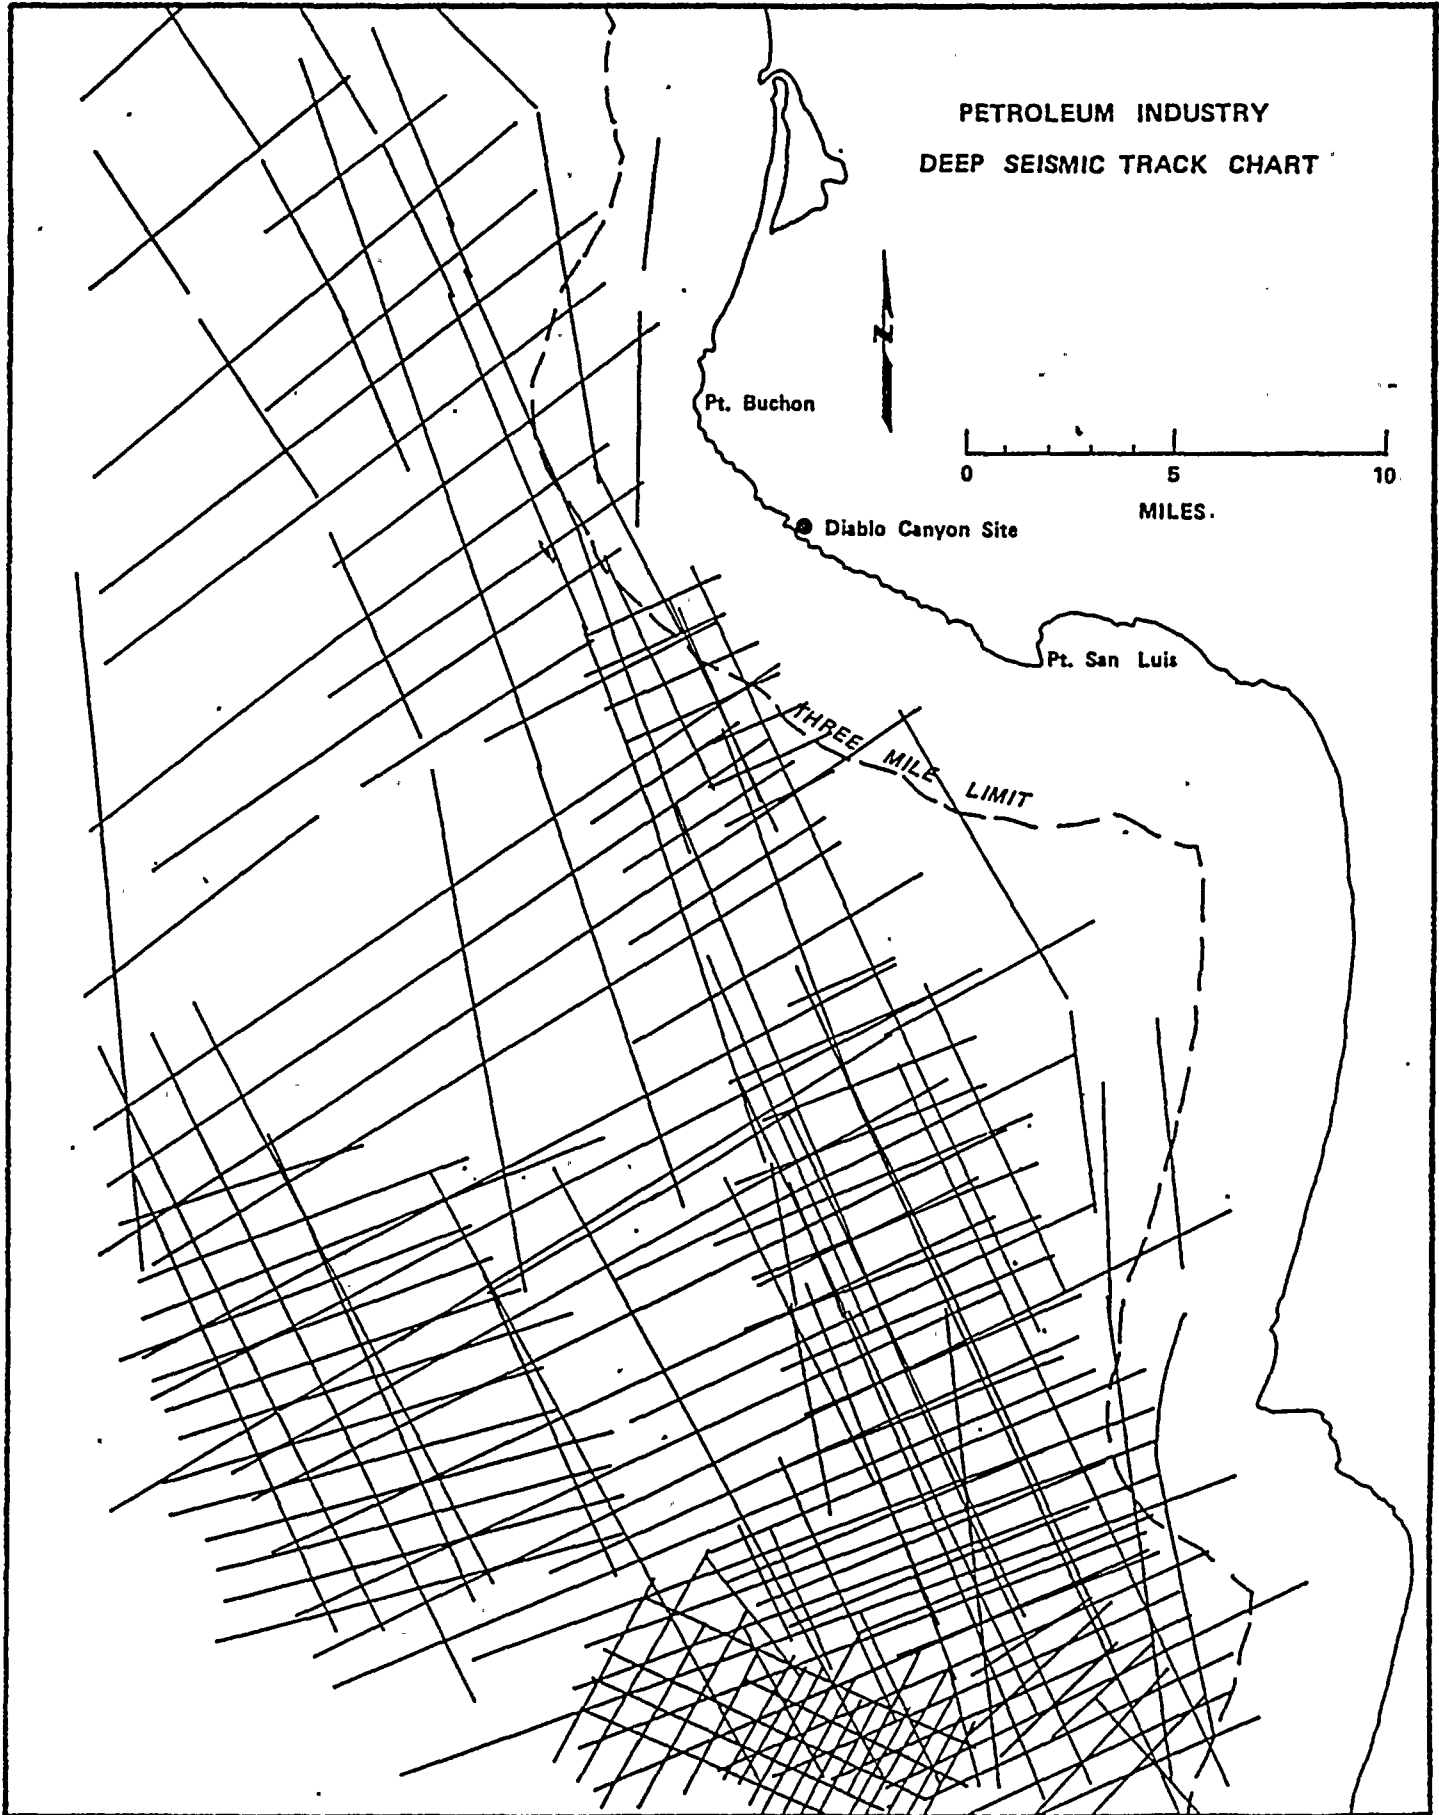 PETROLEUM INDUSTRY
DEEP SEISMIC TRACK CHART
N
Pt. Buchon
0 5 10
MILES.
Diablo Canyon Site
Pt. San Luis
THREE MILE LIMIT